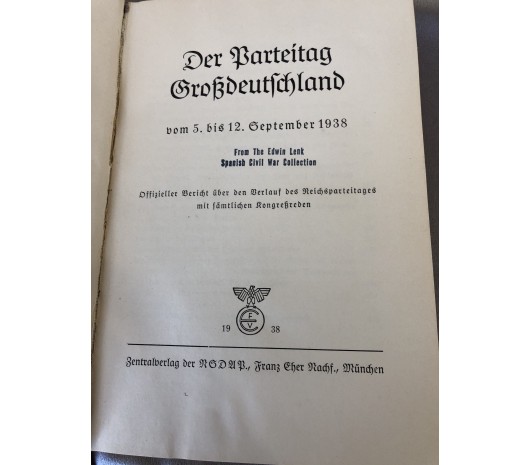 Der Parteitag
Großdeutschland
vom 5. bis 12. September 1938
From The Edwin Lenk
Spanish Civil War Collection
Offizieller Bericht über den Verlauf des Reichsparteitages
mit sämtlichen Kongreßreden
19 38
Zentralverlag der NSDAP., Franz Eher Nachf., München